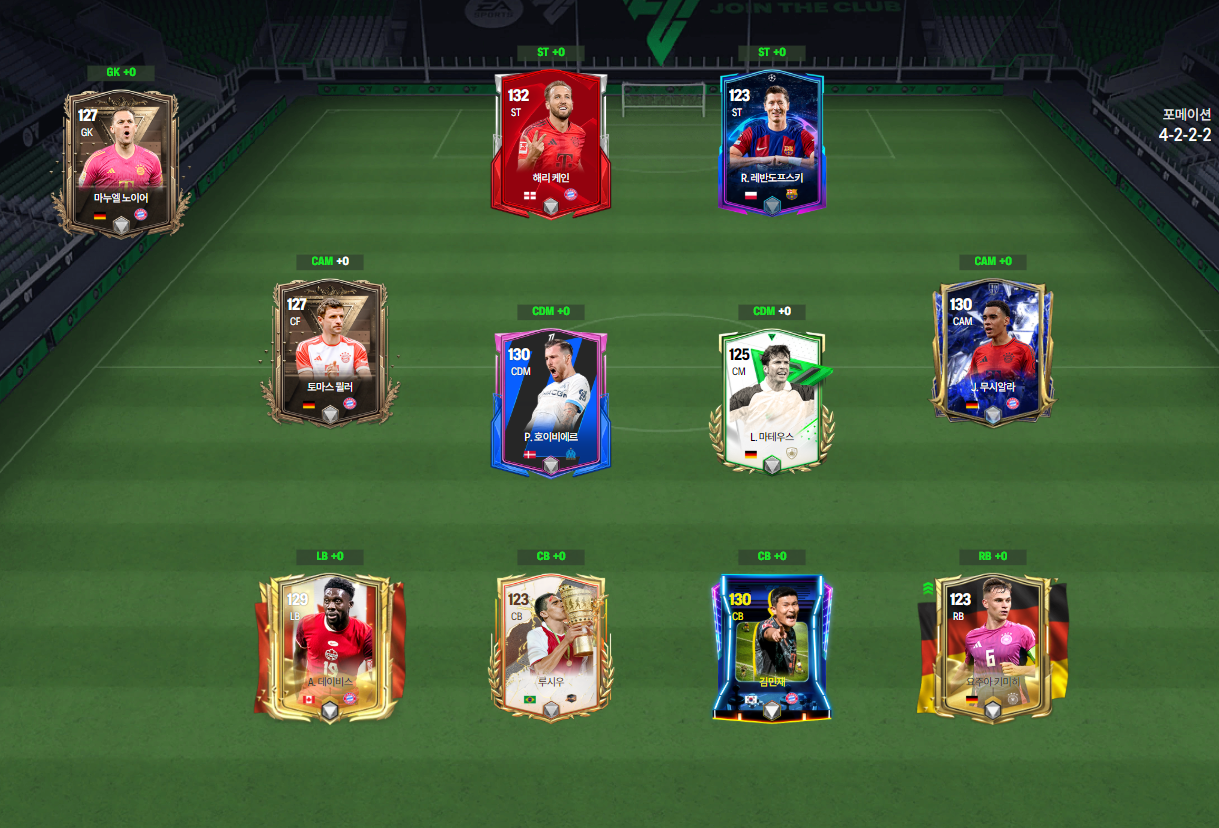 EA SPORTS
JOIN THE CLUB
포메이션
4-2-2-2
GK +0
127
GK
마누엘 노이어
ST +0
132
ST
해리 케인
ST +0
123
ST
R. 레반도프스키
CAM +0
127
CF
토마스 뮐러
CDM +0
130
CDM
P. 호이비에르
CDM +0
125
CM
L. 마테우스
CAM +0
130
CAM
J. 무시알라
LB +0
129
LB
19
A. 데이비스
CB +0
123
CB
루시우
CB +0
130
CB
김민재
RB +0
123
RB
6
요주아 키미히